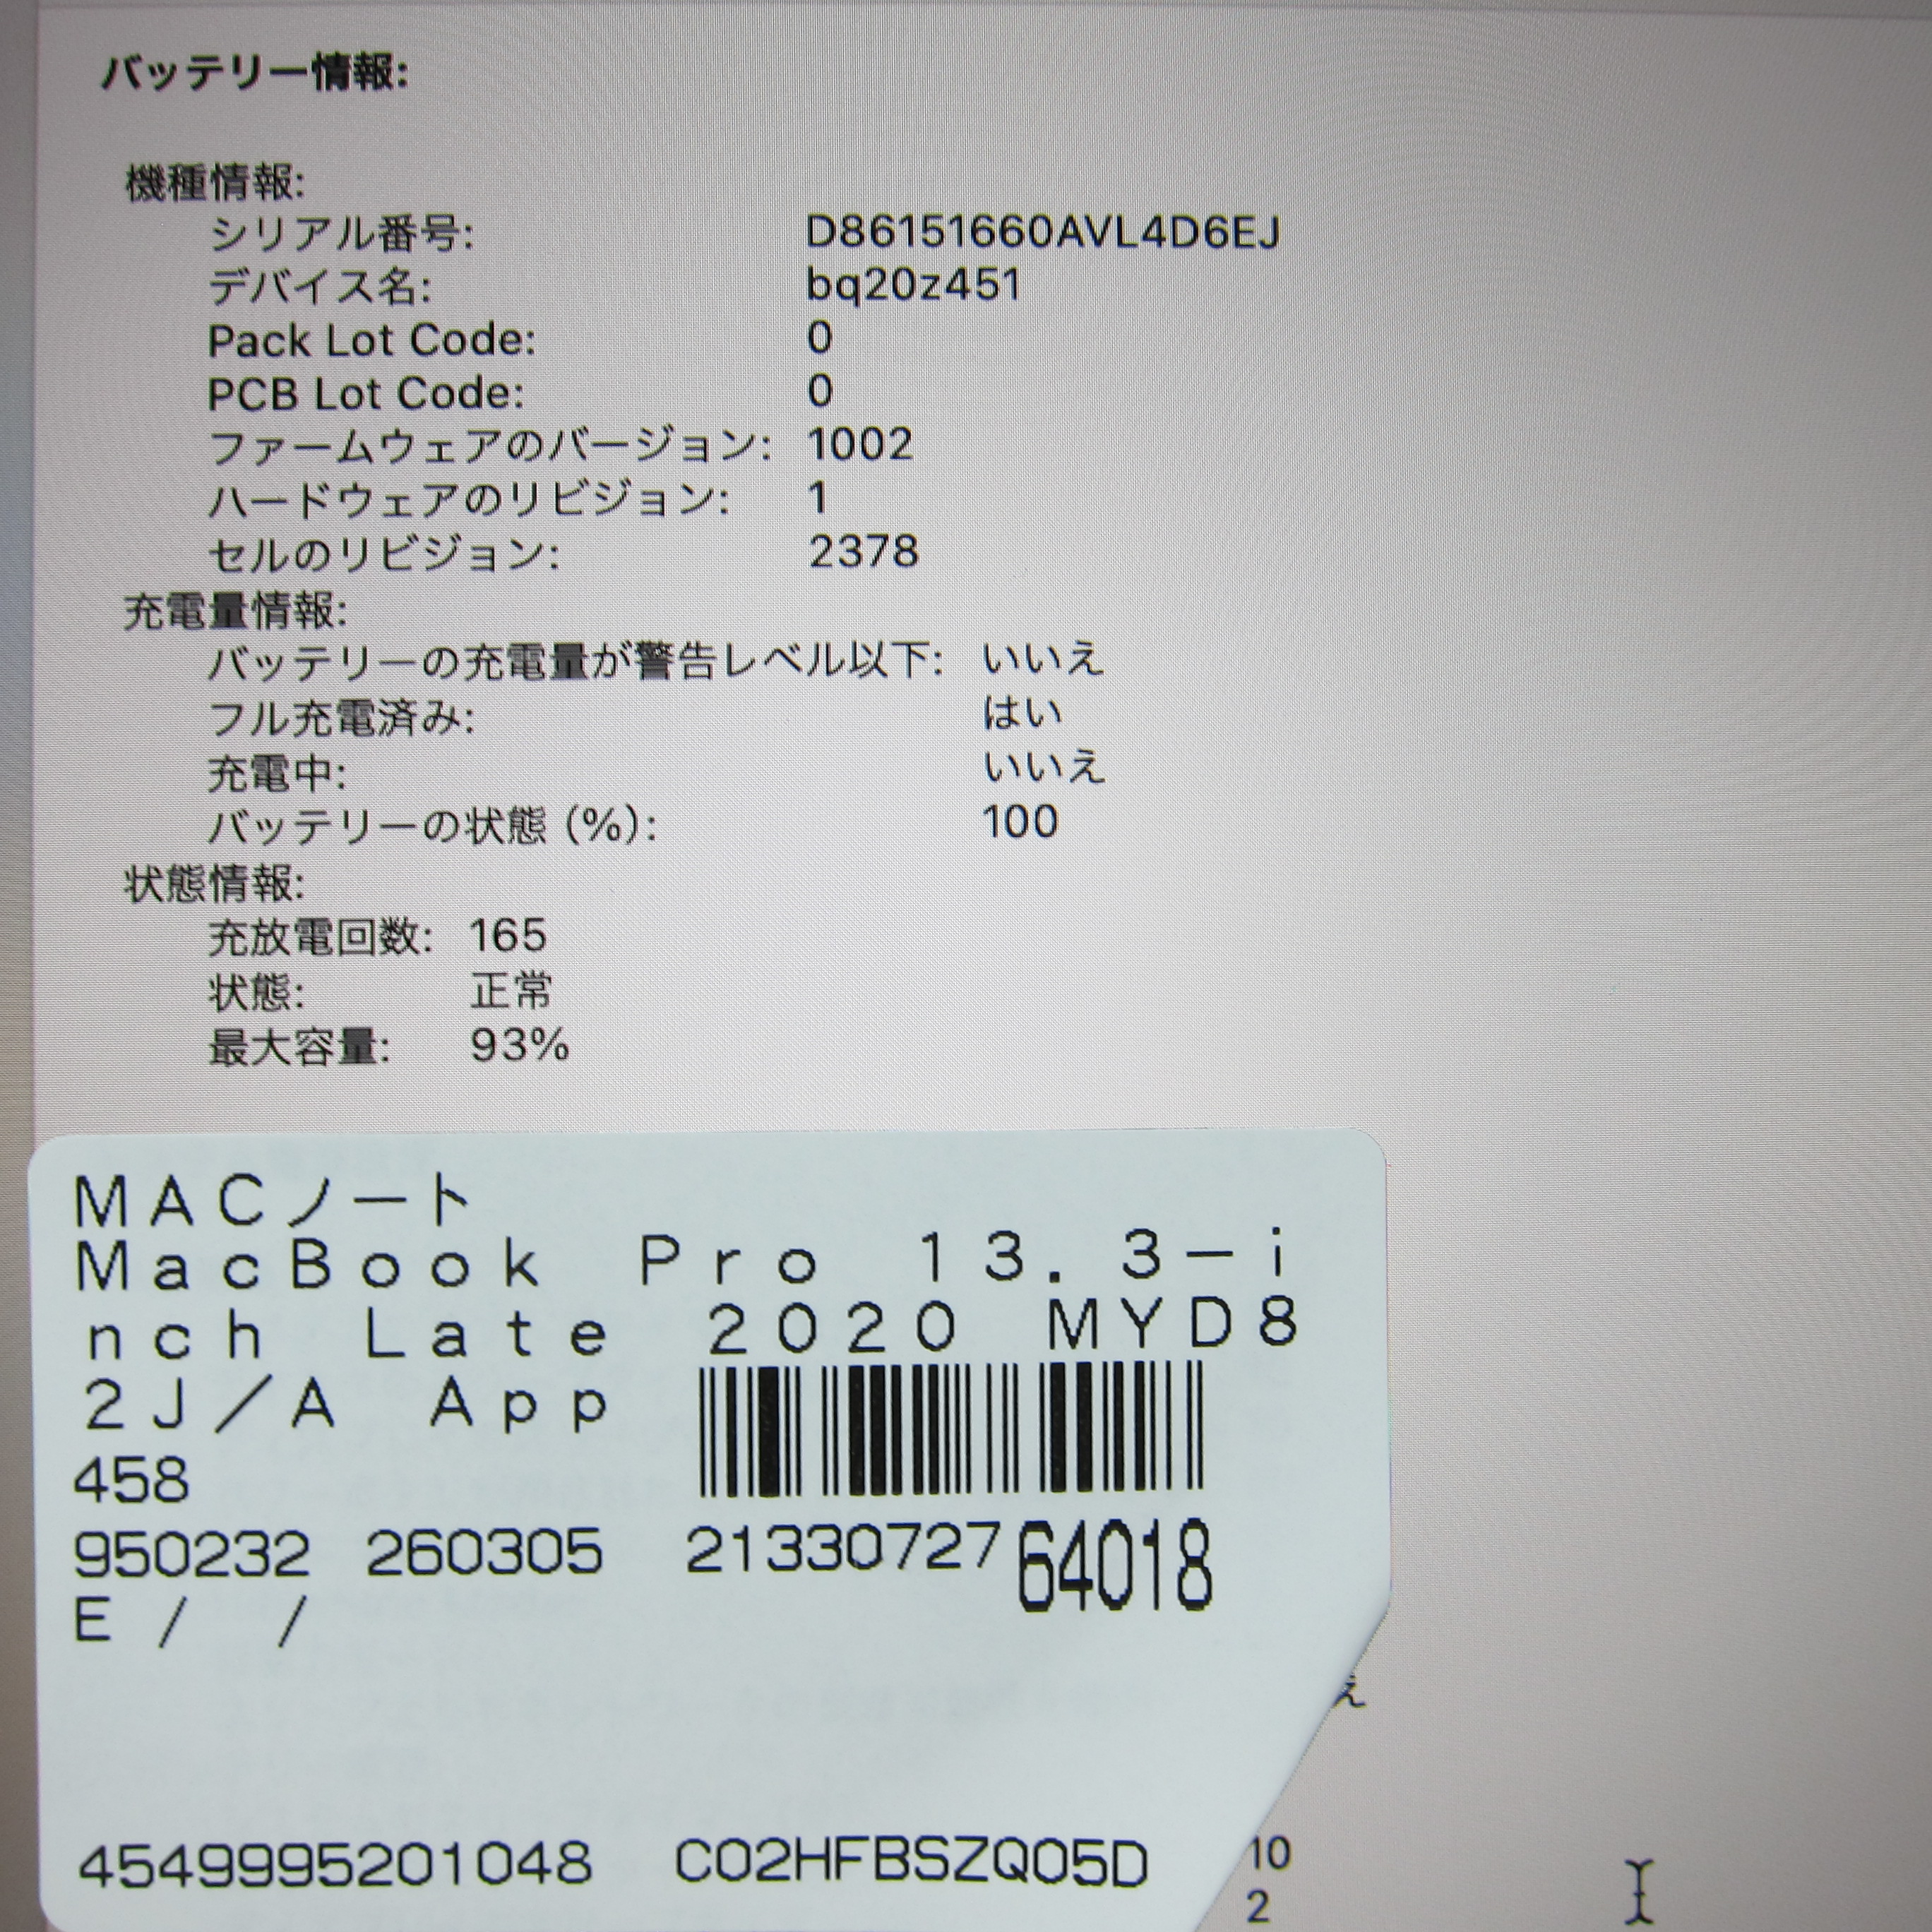 バッテリー情報:
機種情報:
シリアル番号: D86151660AVL4D6EJ
デバイス名: bq20z451
Pack Lot Code: 0
PCB Lot Code: 0
ファームウェアのバージョン: 1002
ハードウェアのリビジョン: 1
セルのリビジョン: 2378
充電量情報:
バッテリーの充電量が警告レベル以下: いいえ
フル充電済み: はい
充電中: いいえ
バッテリーの状態 (%): 100
状態情報:
充放電回数: 165
状態: 正常
最大容量: 93%
MACノート
MacBook Pro 13.3-i
nch Late 2020 MYD8
2J/A App
458
950232 260305 2133072764018
E / /
え
4549995201048 C02HFBSZQ05D
10
2